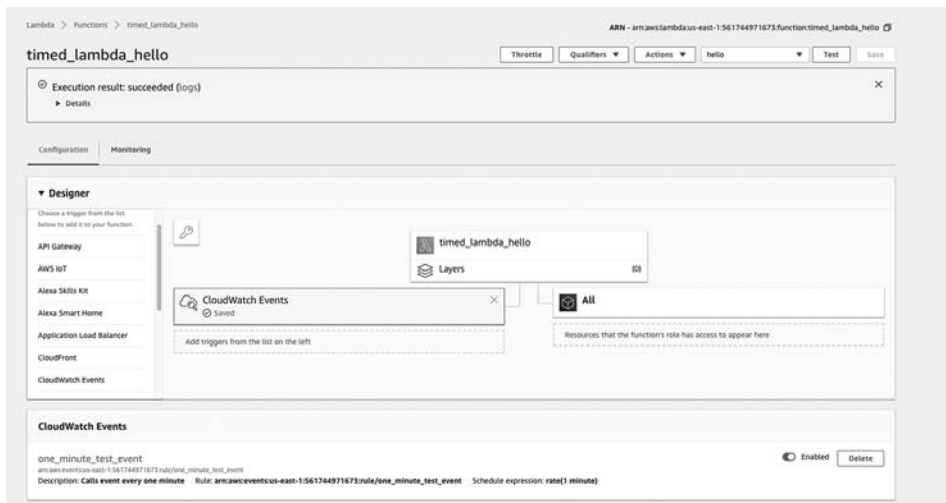 Lambda > Functions > timed_lambda_hello
ARN - arn:aws:lambda:us-east-1:561744971673:function:timed_lambda_hello
timed_lambda_hello
Throttle Qualifiers ▼ Actions ▼ hello ▼ Test Save
Execution result: succeeded (logs)
▶ Details
Configuration Monitoring
▼ Designer
Choose a trigger from the list
below to add it to your function.
API Gateway
AWS IoT
Alexa Skills Kit
Alexa Smart Home
Application Load Balancer
CloudFront
CloudWatch Events
timed_lambda_hello
Layers (0)
CloudWatch Events
Saved
Add triggers from the list on the left
All
Resources that the function's role has access to appear here
CloudWatch Events
one_minute_test_event
arn:aws:events:us-east-1:561744971673:rule/one_minute_test_event
Description: Calls event every one minute Rule: arn:aws:events:us-east-1:561744971673:rule/one_minute_test_event Schedule expression: rate(1 minute)
Enabled Delete